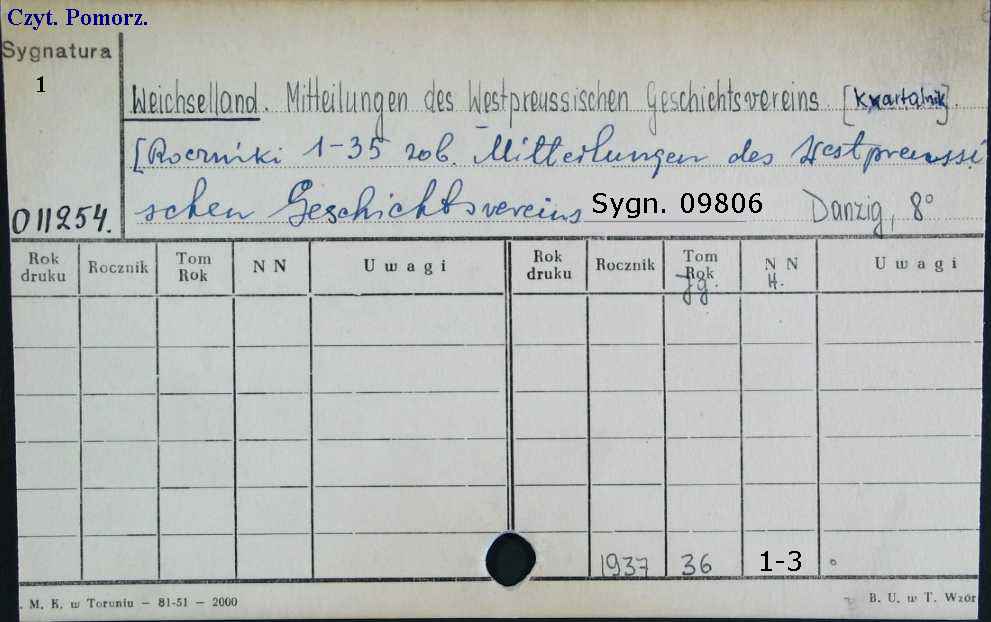 Czyt. Pomorz.
Sygnatura
1
Weichselland. Mitteilungen des Westpreussischen Geschichtsvereins [Kwartalnik].
[Roczniki 1-35 zob. Mitteilungen des Westpreussi
schen Geschichtsvereins Sygn. 09806 Danzig, 8°
011254.
Rok druku Rocznik Tom Rok N N Uwagi Rok druku Rocznik Tom Rok Jg. N N H. Uwagi
1937 36 1-3
. M. K. w Toruniu — 81-51 — 2000 B. U. w T. Wzór